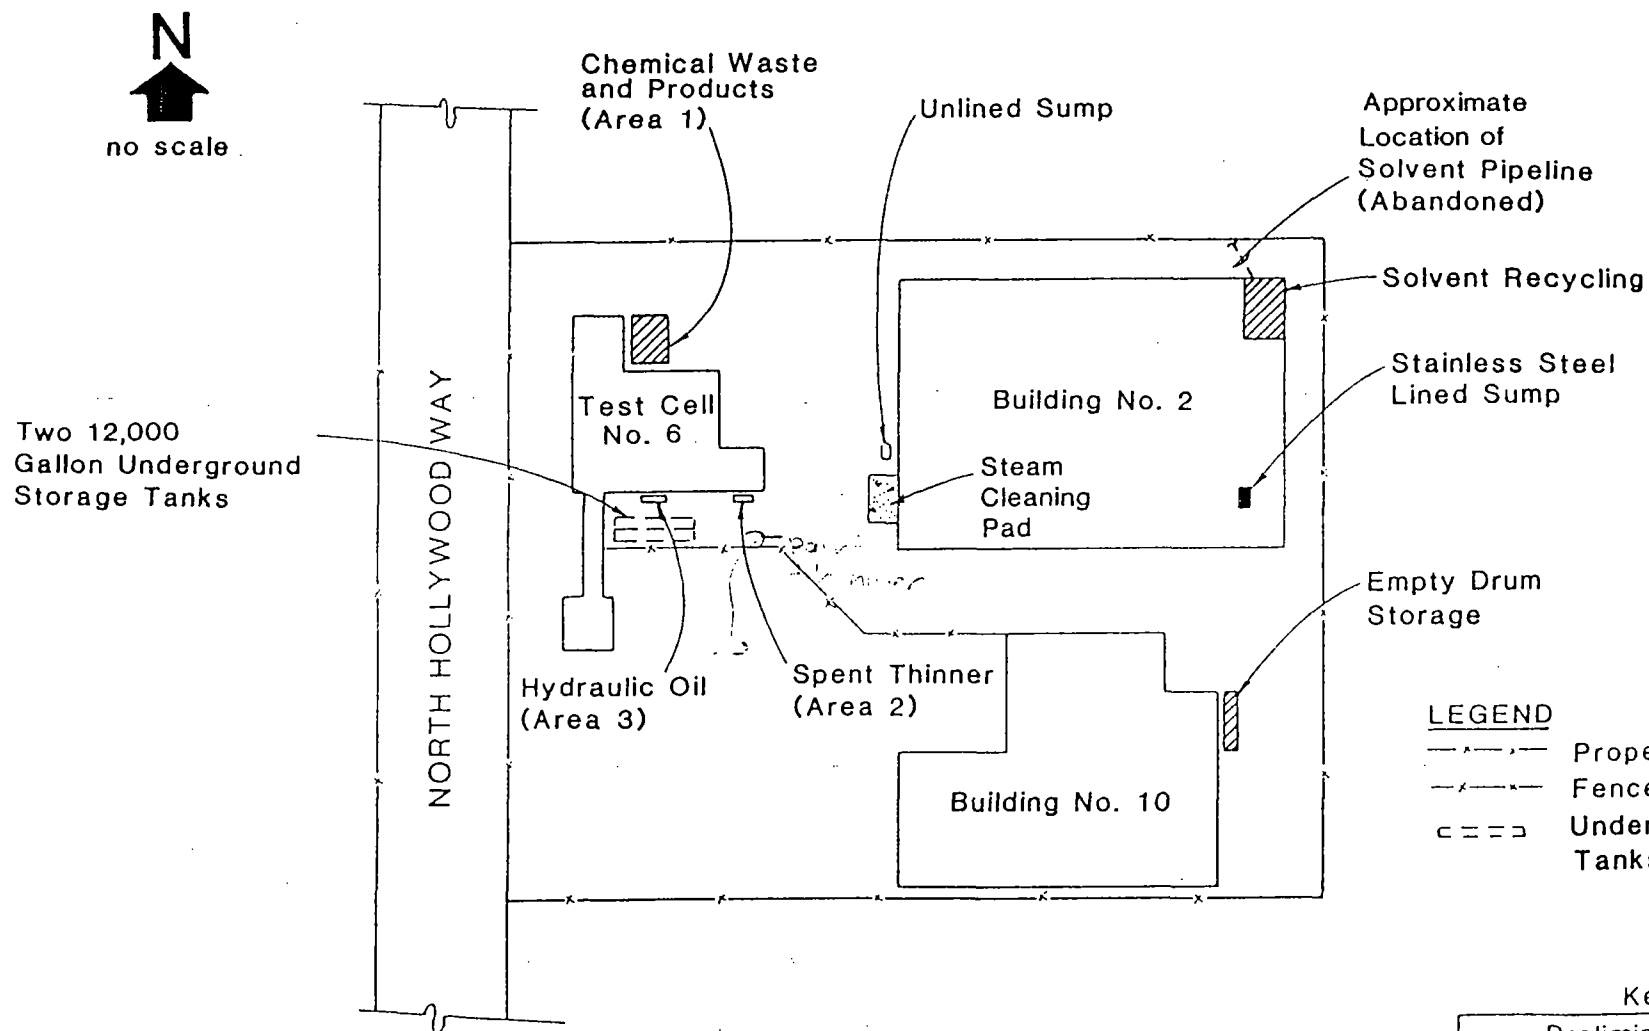 N
no scale
Chemical Waste
and Products
(Area 1)
Unlined Sump
Approximate
Location of
Solvent Pipeline
(Abandoned)
Solvent Recycling
Stainless Steel
Lined Sump
Building No. 2
Test Cell
No. 6
Two 12,000
Gallon Underground
Storage Tanks
NORTH HOLLYWOOD WAY
Steam
Cleaning
Pad
Empty Drum
Storage
Hydraulic Oil
(Area 3)
Spent Thinner
(Area 2)
Building No. 10
LEGEND
Prope
Fence
Under
Tanks
Ke
Prelimi